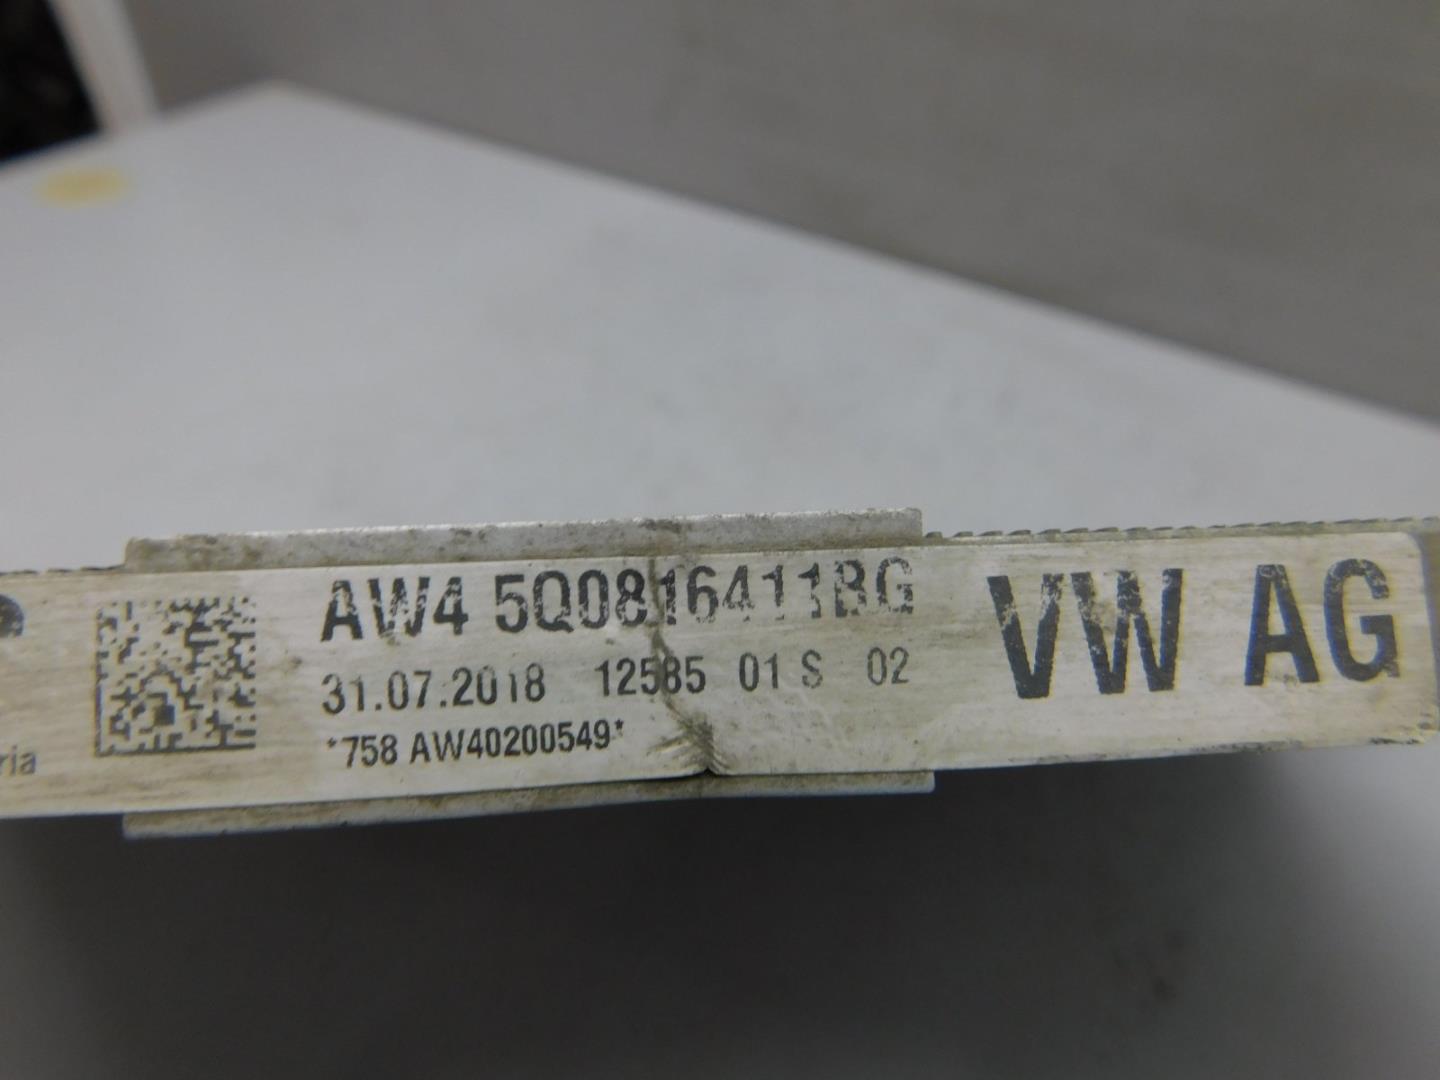 AW4 5Q0816411BG
31.07.2018 12585 01 S 02
*758 AW40200549*
VW AG